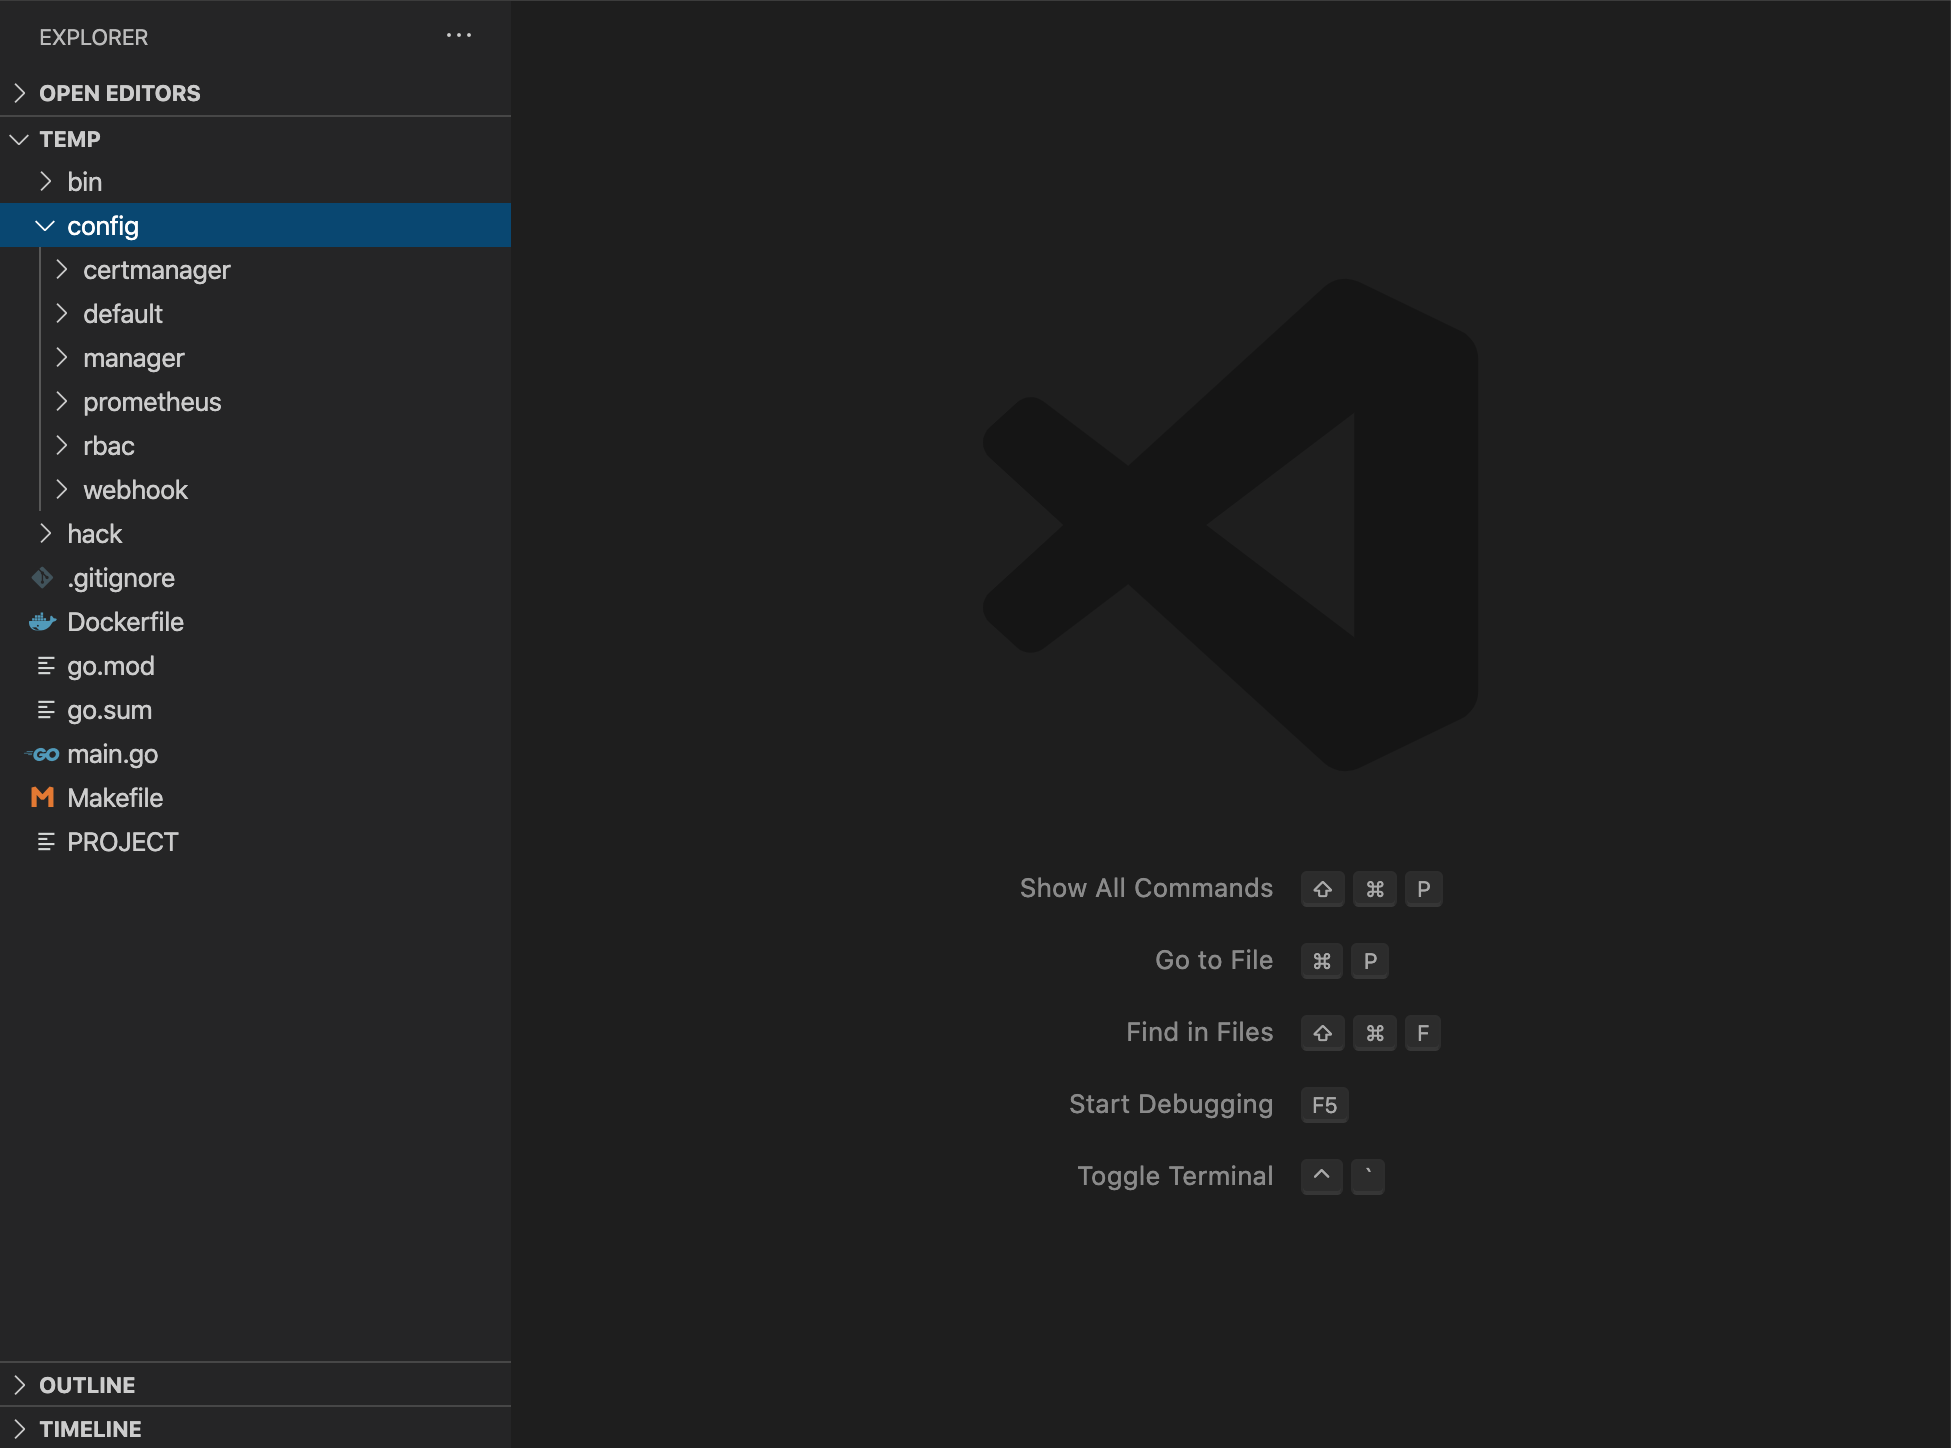 EXPLORER ···
OPEN EDITORS
TEMP
bin
config
certmanager
default
manager
prometheus
rbac
webhook
hack
.gitignore
Dockerfile
go.mod
go.sum
GO main.go
M Makefile
PROJECT
OUTLINE
TIMELINE
Show All Commands ⇧ ⌘ P
Go to File ⌘ P
Find in Files ⇧ ⌘ F
Start Debugging F5
Toggle Terminal ^ `